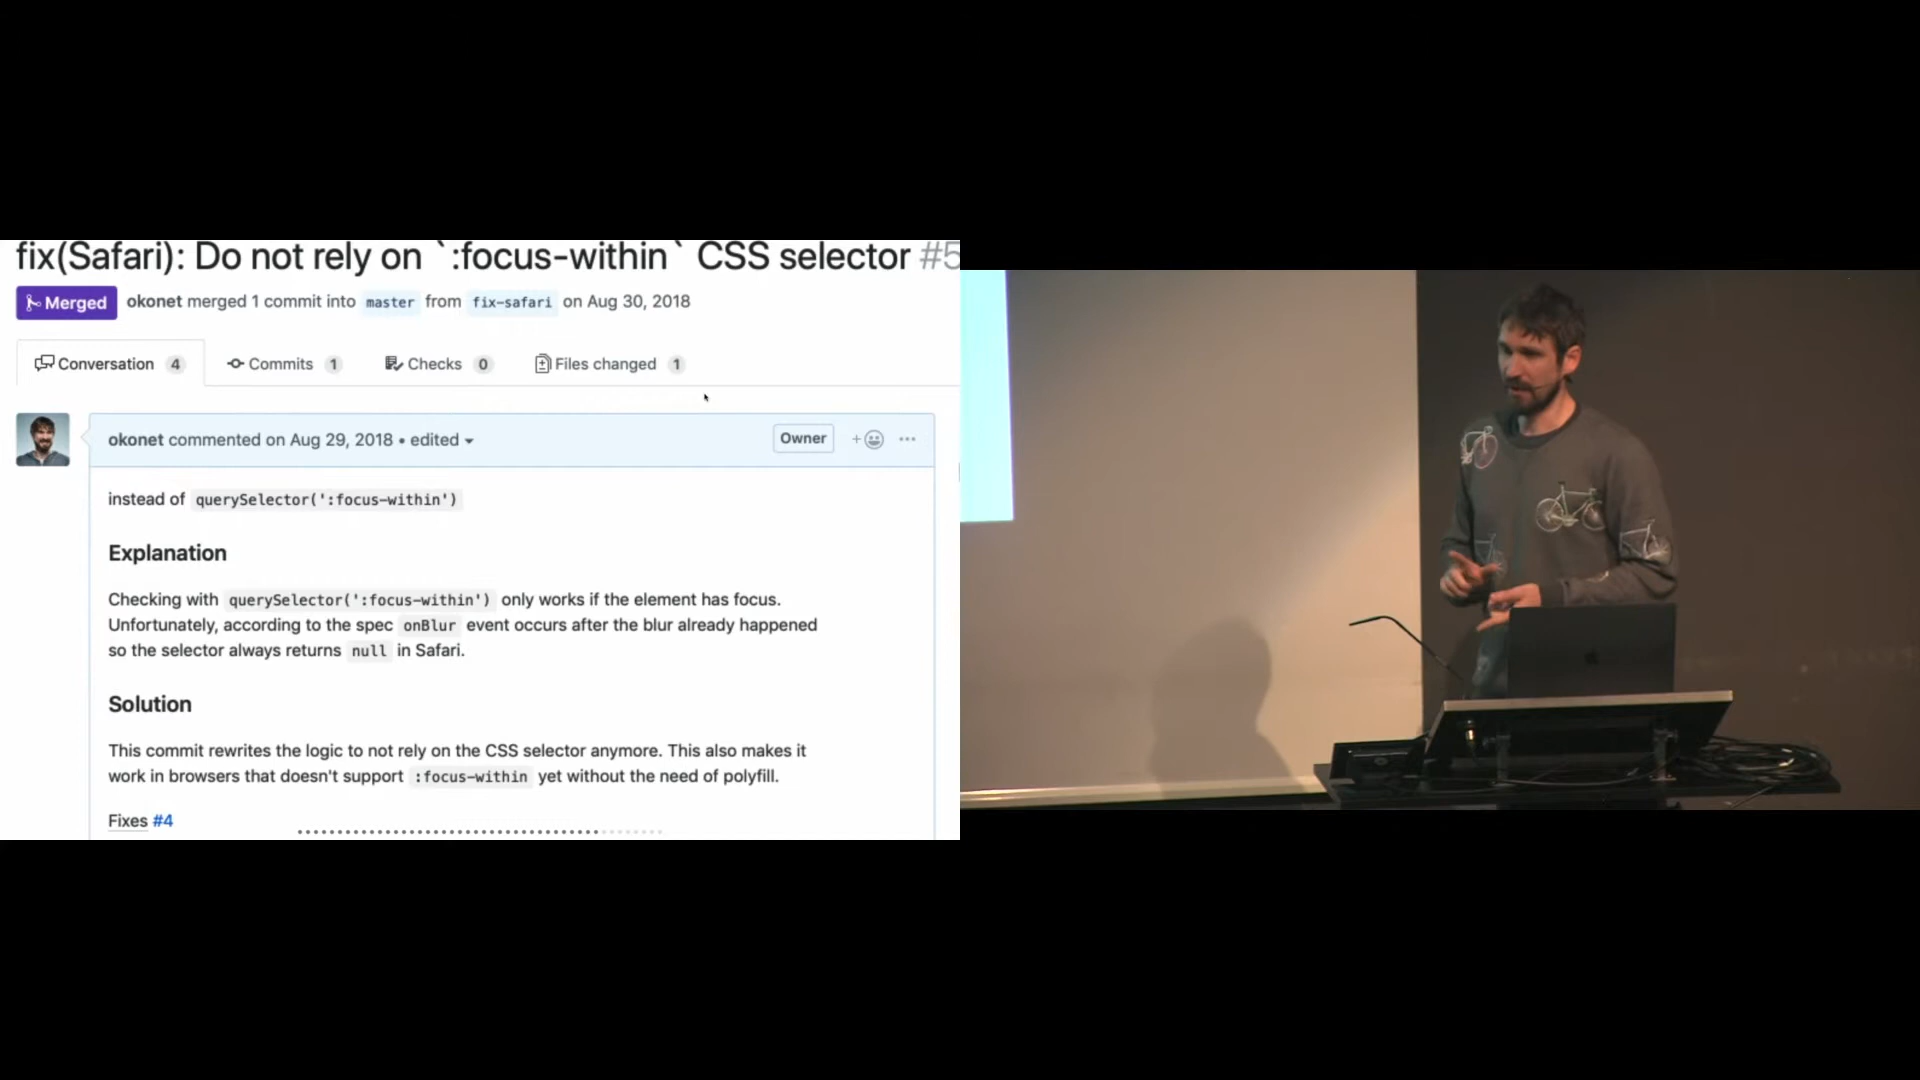 fix(Safari): Do not rely on `:focus-within` CSS selector #5
Merged okonet merged 1 commit into master from fix-safari on Aug 30, 2018
Conversation 4 Commits 1 Checks 0 Files changed 1
okonet commented on Aug 29, 2018 • edited Owner
instead of querySelector(':focus-within')
Explanation
Checking with querySelector(':focus-within') only works if the element has focus.
Unfortunately, according to the spec onBlur event occurs after the blur already happened
so the selector always returns null in Safari.
Solution
This commit rewrites the logic to not rely on the CSS selector anymore. This also makes it
work in browsers that doesn't support :focus-within yet without the need of polyfill.
Fixes #4